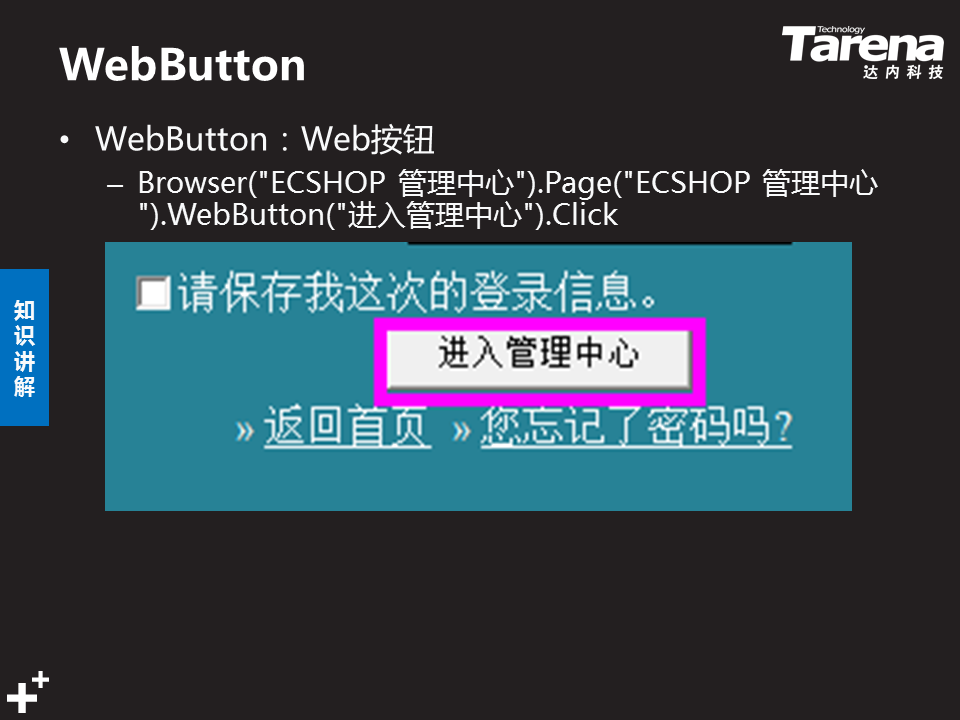 WebButton
Technology
Tarena
达内科技
• WebButton：Web按钮
– Browser("ECSHOP 管理中心").Page("ECSHOP 管理中心
").WebButton("进入管理中心").Click
知识讲解
请保存我这次的登录信息。
进入管理中心
» 返回首页 » 您忘记了密码吗?